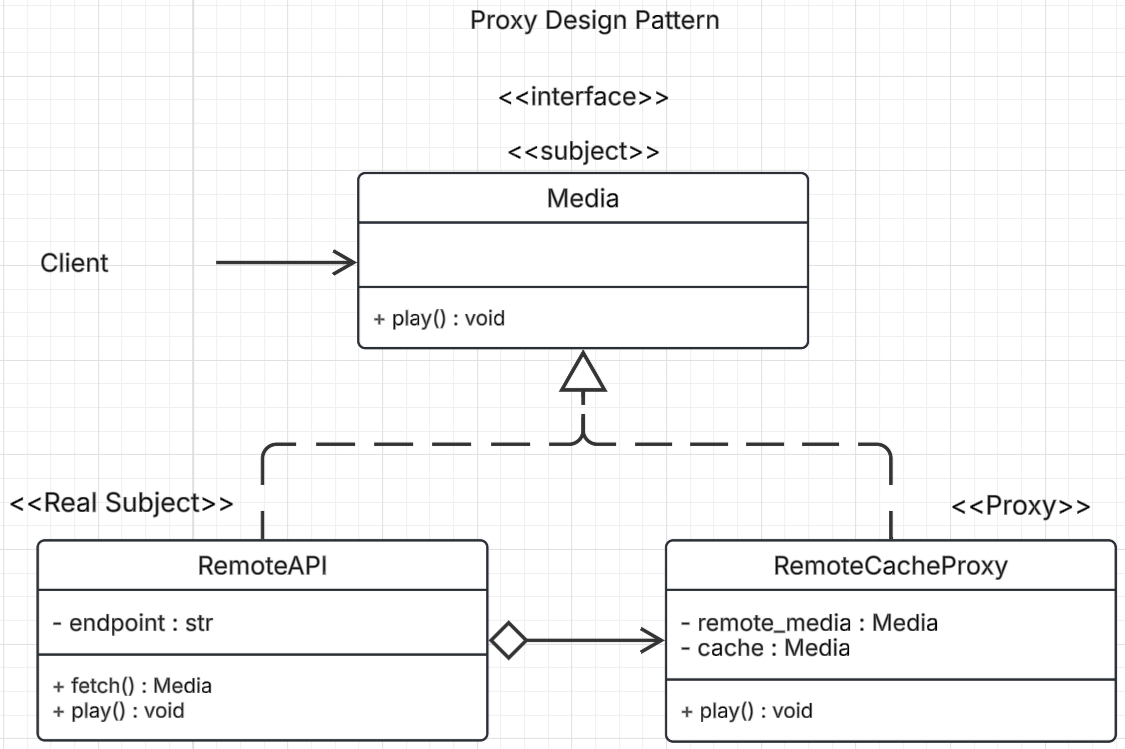 Proxy Design Pattern
<<interface>>
<<subject>>
Media
Client
+ play() : void
<<Real Subject>>
<<Proxy>>
RemoteAPI
- endpoint : str
+ fetch() : Media
+ play() : void
RemoteCacheProxy
- remote_media : Media
- cache : Media
+ play() : void